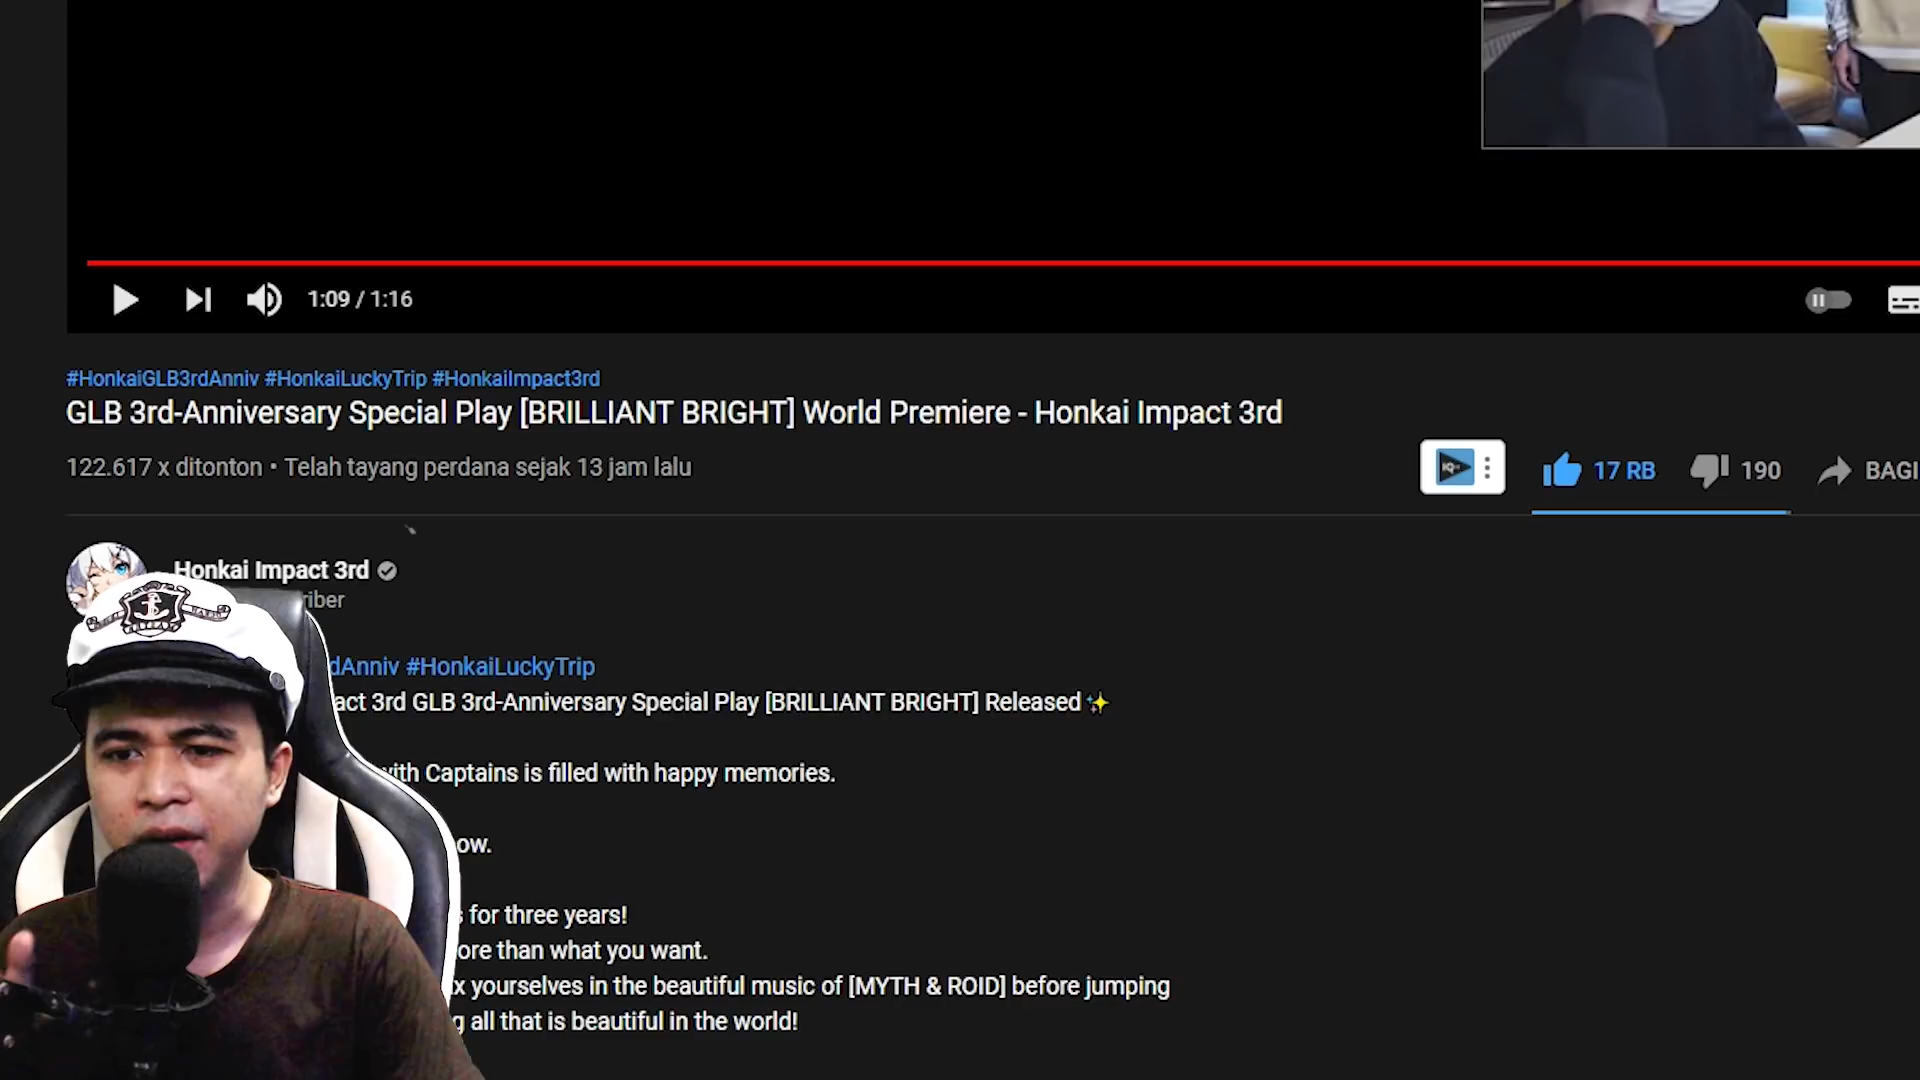 1:09 / 1:16
#HonkaiGLB3rdAnniv #HonkaiLuckyTrip #HonkaiImpact3rd
GLB 3rd-Anniversary Special Play [BRILLIANT BRIGHT] World Premiere - Honkai Impact 3rd
122.617 x ditonton • Telah tayang perdana sejak 13 jam lalu
17 RB 190 BAGI
Honkai Impact 3rd
riber
dAnniv #HonkaiLuckyTrip
act 3rd GLB 3rd-Anniversary Special Play [BRILLIANT BRIGHT] Released✨
with Captains is filled with happy memories.
ow.
s for three years!
ore than what you want.
x yourselves in the beautiful music of [MYTH & ROID] before jumping
g all that is beautiful in the world!